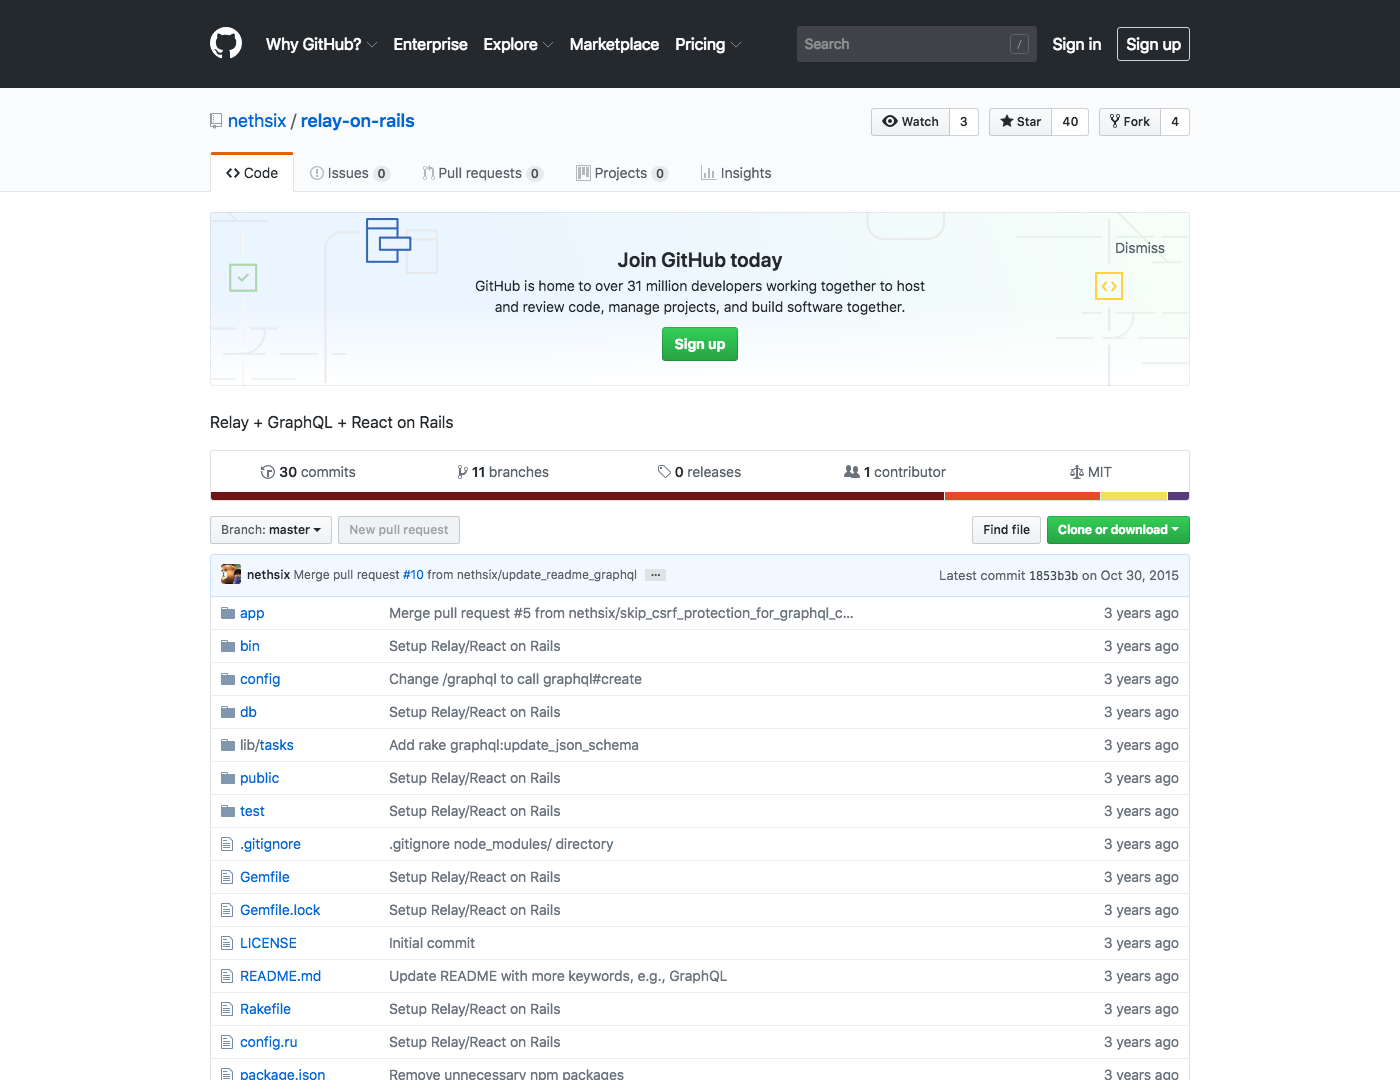 Why GitHub? Enterprise Explore Marketplace Pricing Search / Sign in Sign up
nethsix / relay-on-rails Watch 3 Star 40 Fork 4
Code Issues 0 Pull requests 0 Projects 0 Insights
Dismiss
Join GitHub today
GitHub is home to over 31 million developers working together to host
and review code, manage projects, and build software together.
Sign up
Relay + GraphQL + React on Rails
30 commits 11 branches 0 releases 1 contributor MIT
Branch: master New pull request Find file Clone or download
nethsix Merge pull request #10 from nethsix/update_readme_graphql … Latest commit 1853b3b on Oct 30, 2015
app Merge pull request #5 from nethsix/skip_csrf_protection_for_graphql_c… 3 years ago
bin Setup Relay/React on Rails 3 years ago
config Change /graphql to call graphql#create 3 years ago
db Setup Relay/React on Rails 3 years ago
lib/tasks Add rake graphql:update_json_schema 3 years ago
public Setup Relay/React on Rails 3 years ago
test Setup Relay/React on Rails 3 years ago
.gitignore .gitignore node_modules/ directory 3 years ago
Gemfile Setup Relay/React on Rails 3 years ago
Gemfile.lock Setup Relay/React on Rails 3 years ago
LICENSE Initial commit 3 years ago
README.md Update README with more keywords, e.g., GraphQL 3 years ago
Rakefile Setup Relay/React on Rails 3 years ago
config.ru Setup Relay/React on Rails 3 years ago
package.json Remove unnecessary npm packages 3 years ago